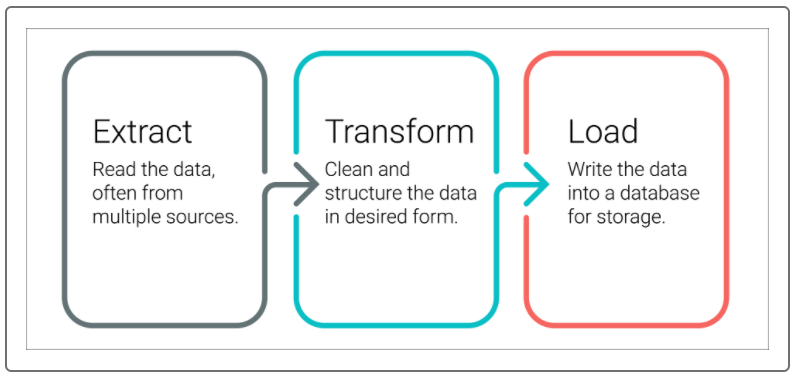 Extract
Read the data,
often from
multiple sources.
Transform
Clean and
structure the data
in desired form.
Load
Write the data
into a database
for storage.